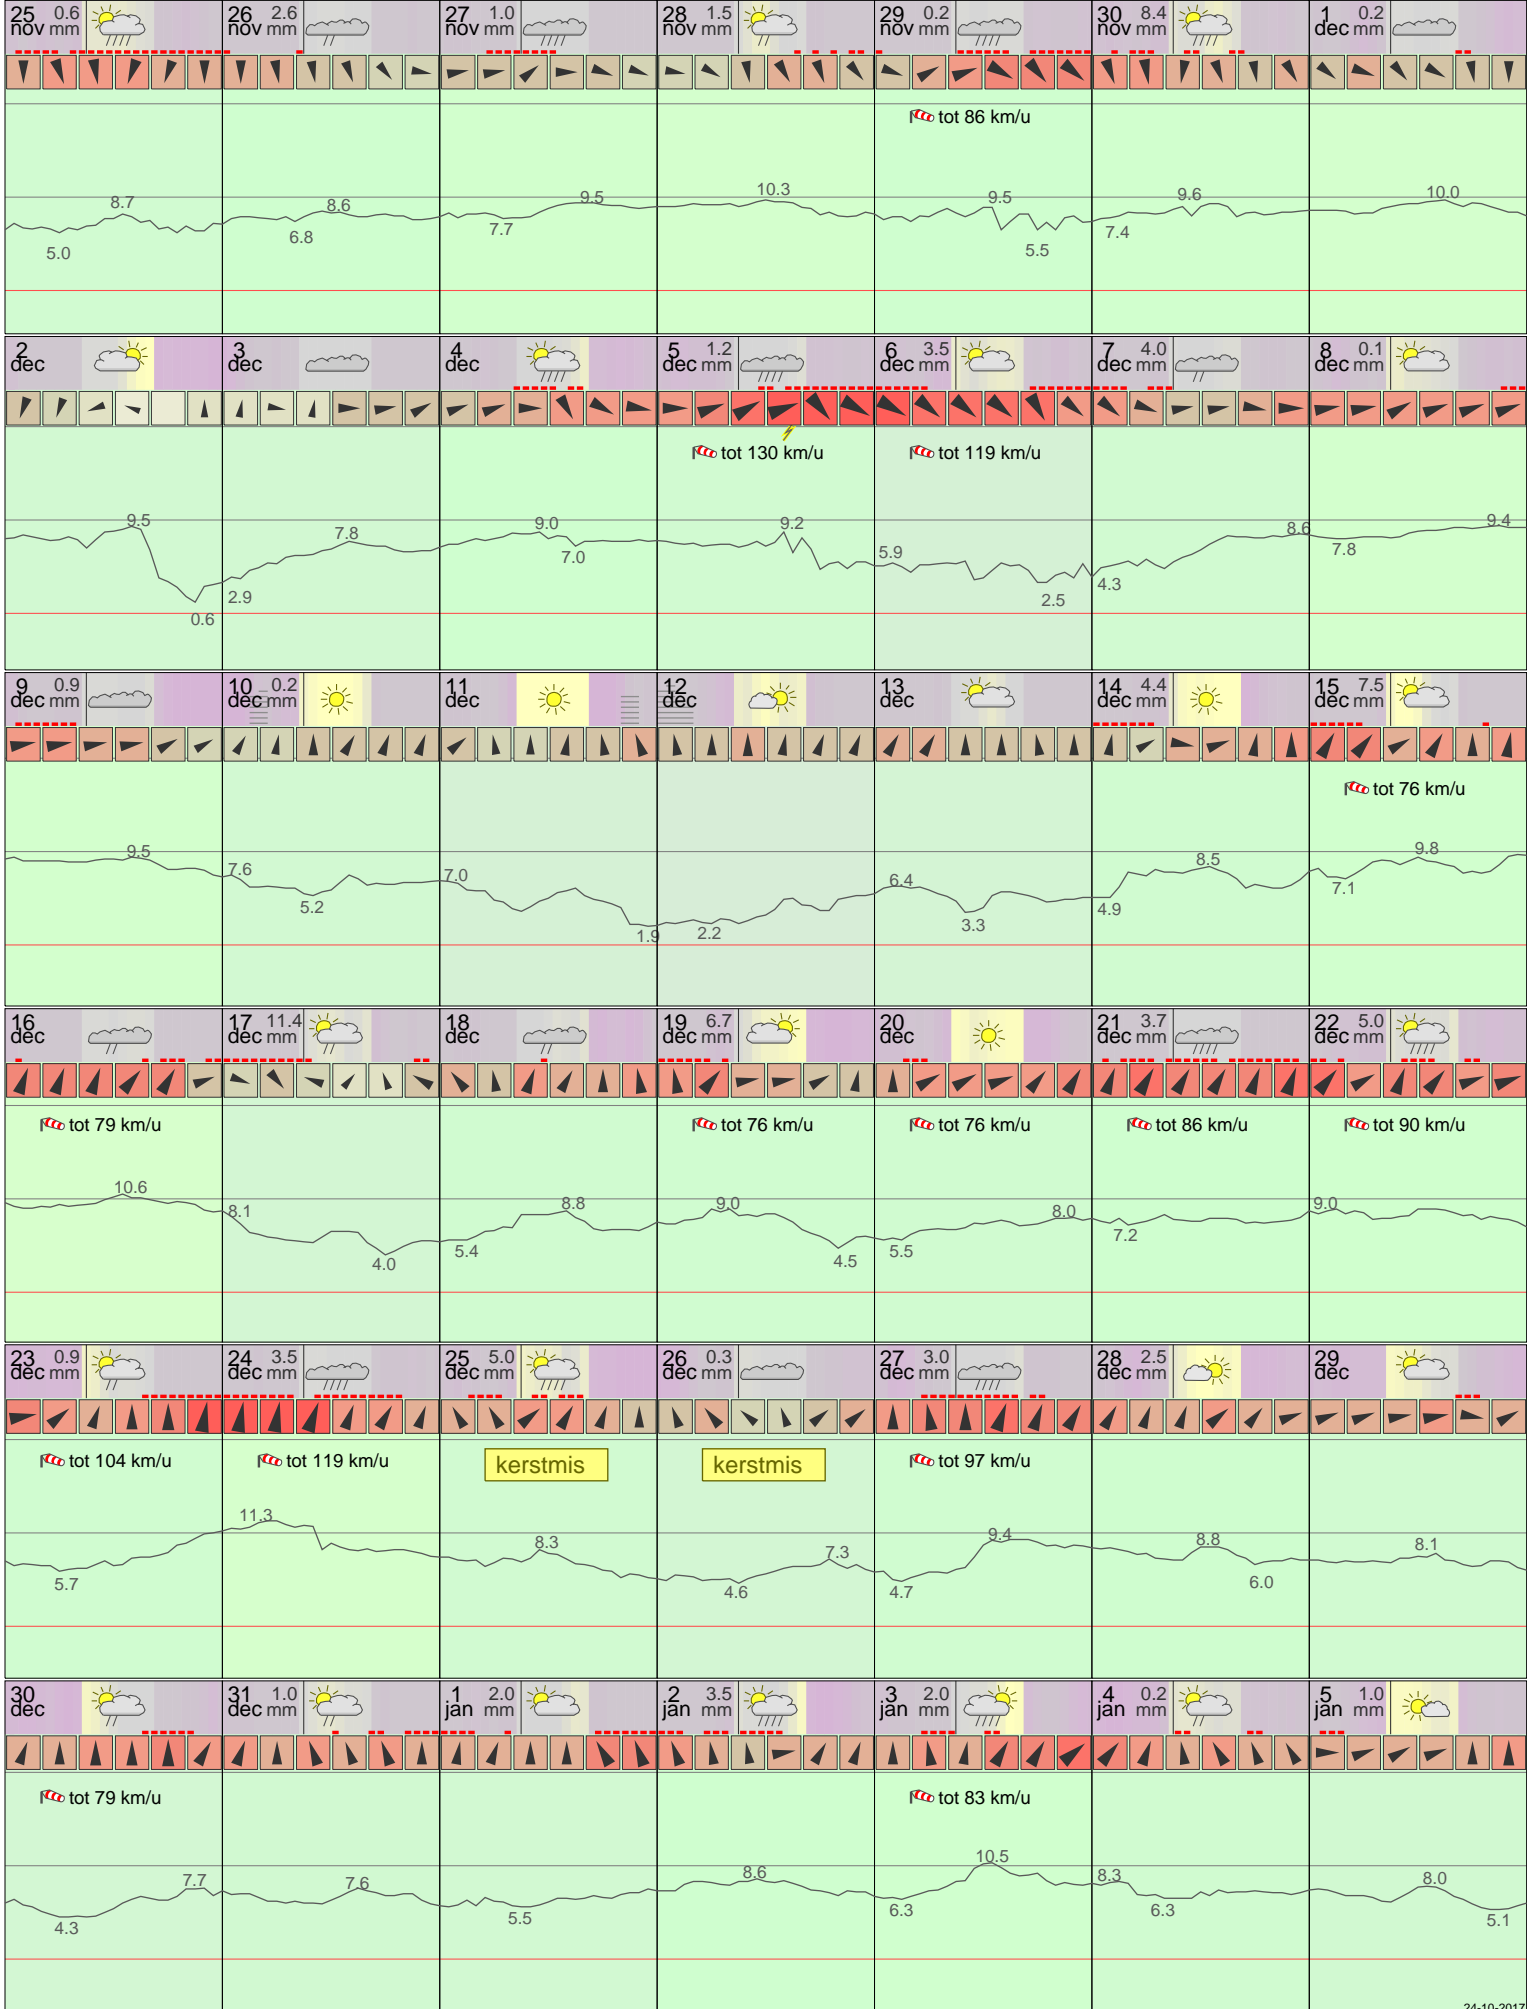 25 nov 0.6 mm
26 nov 2.6 mm
27 nov 1.0 mm
28 nov 1.5 mm
29 nov 0.2 mm
30 nov 8.4 mm
1 dec 0.2 mm
tot 86 km/u
8.7 5.0
8.6 6.8
9.5 7.7
10.3
9.5 5.5
9.6 7.4
10.0
2 dec
3 dec
4 dec
5 dec 1.2 mm
6 dec 3.5 mm
7 dec 4.0 mm
8 dec 0.1 mm
tot 130 km/u
tot 119 km/u
9.5 0.6
2.9 7.8
9.0 7.0
9.2
5.9 2.5
4.3 8.6
7.8 9.4
9 dec 0.9 mm
10 dec 0.2 mm
11 dec
12 dec
13 dec
14 dec 4.4 mm
15 dec 7.5 mm
tot 76 km/u
9.5
7.6 5.2
7.0 1.9
2.2
6.4 3.3
4.9 8.5
7.1 9.8
16 dec
17 dec 11.4 mm
18 dec
19 dec 6.7 mm
20 dec
21 dec 3.7 mm
22 dec 5.0 mm
tot 79 km/u
tot 76 km/u
tot 76 km/u
tot 86 km/u
tot 90 km/u
10.6
8.1 4.0
5.4 8.8
9.0 4.5
5.5 8.0
7.2
9.0
23 dec 0.9 mm
24 dec 3.5 mm
25 dec 5.0 mm
26 dec 0.3 mm
27 dec 3.0 mm
28 dec 2.5 mm
29 dec
tot 104 km/u
tot 119 km/u
kerstmis
kerstmis
tot 97 km/u
5.7
11.3
8.3
4.6 7.3
4.7 9.4
8.8 6.0
8.1
30 dec
31 dec 1.0 mm
1 jan 2.0 mm
2 jan 3.5 mm
3 jan 2.0 mm
4 jan 0.2 mm
5 jan 1.0 mm
tot 79 km/u
tot 83 km/u
4.3 7.7
7.6
5.5
8.6
6.3 10.5
8.3 6.3
8.0 5.1
24-10-2017